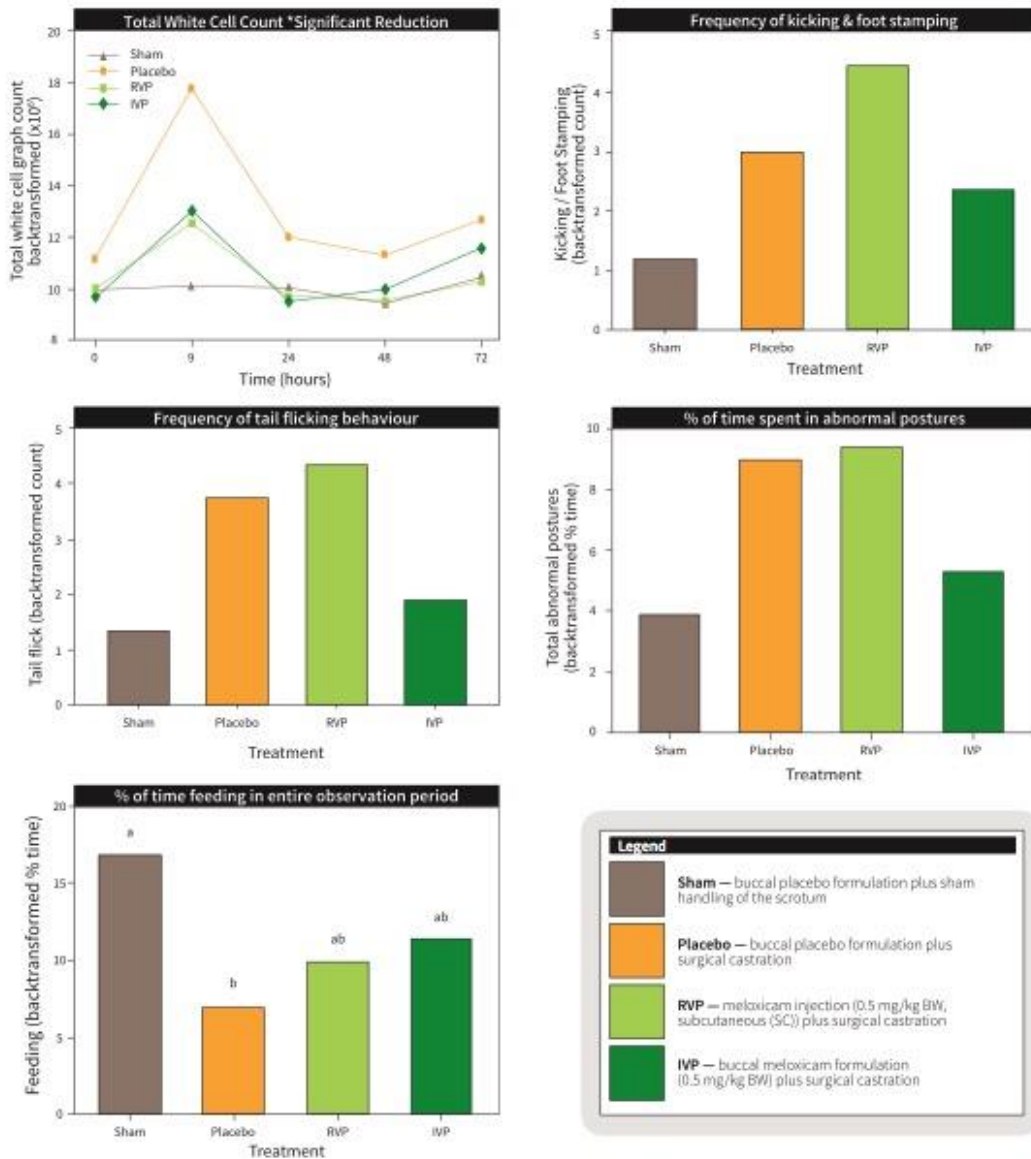 Total White Cell Count *Significant Reduction
Total white cell graph count
backtransformed (x10⁶)
20
18
16
14
12
10
8
Sham
Placebo
RVP
IVP
0 9 24 48 72
Time (hours)
Frequency of kicking & foot stamping
Kicking / Foot Stamping
(backtransformed count)
5
4
3
2
1
0
Sham Placebo RVP IVP
Treatment
Frequency of tail flicking behaviour
Tail flick (backtransformed count)
5
4
3
2
1
0
Sham Placebo RVP IVP
Treatment
% of time spent in abnormal postures
Total abnormal postures
(backtransformed % time)
10
8
6
4
2
0
Sham Placebo RVP IVP
Treatment
% of time feeding in entire observation period
Feeding (backtransformed % time)
20
15
10
5
0
a
b
ab
ab
Sham Placebo RVP IVP
Treatment
Legend
Sham — buccal placebo formulation plus sham
handling of the scrotum
Placebo — buccal placebo formulation plus
surgical castration
RVP — meloxicam injection (0.5 mg/kg BW,
subcutaneous (SC)) plus surgical castration
IVP — buccal meloxicam formulation
(0.5 mg/kg BW) plus surgical castration